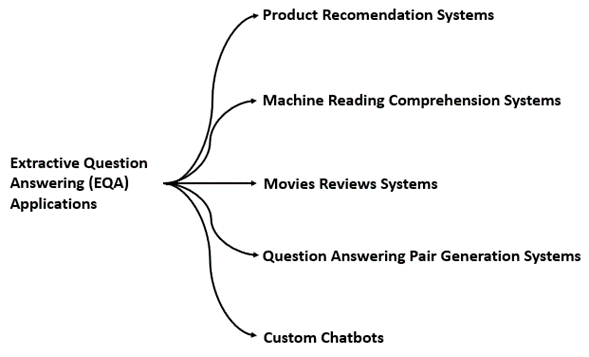 Product Recomendation Systems
Machine Reading Comprehension Systems
Extractive Question
Answering (EQA)
Applications
Movies Reviews Systems
Question Answering Pair Generation Systems
Custom Chatbots